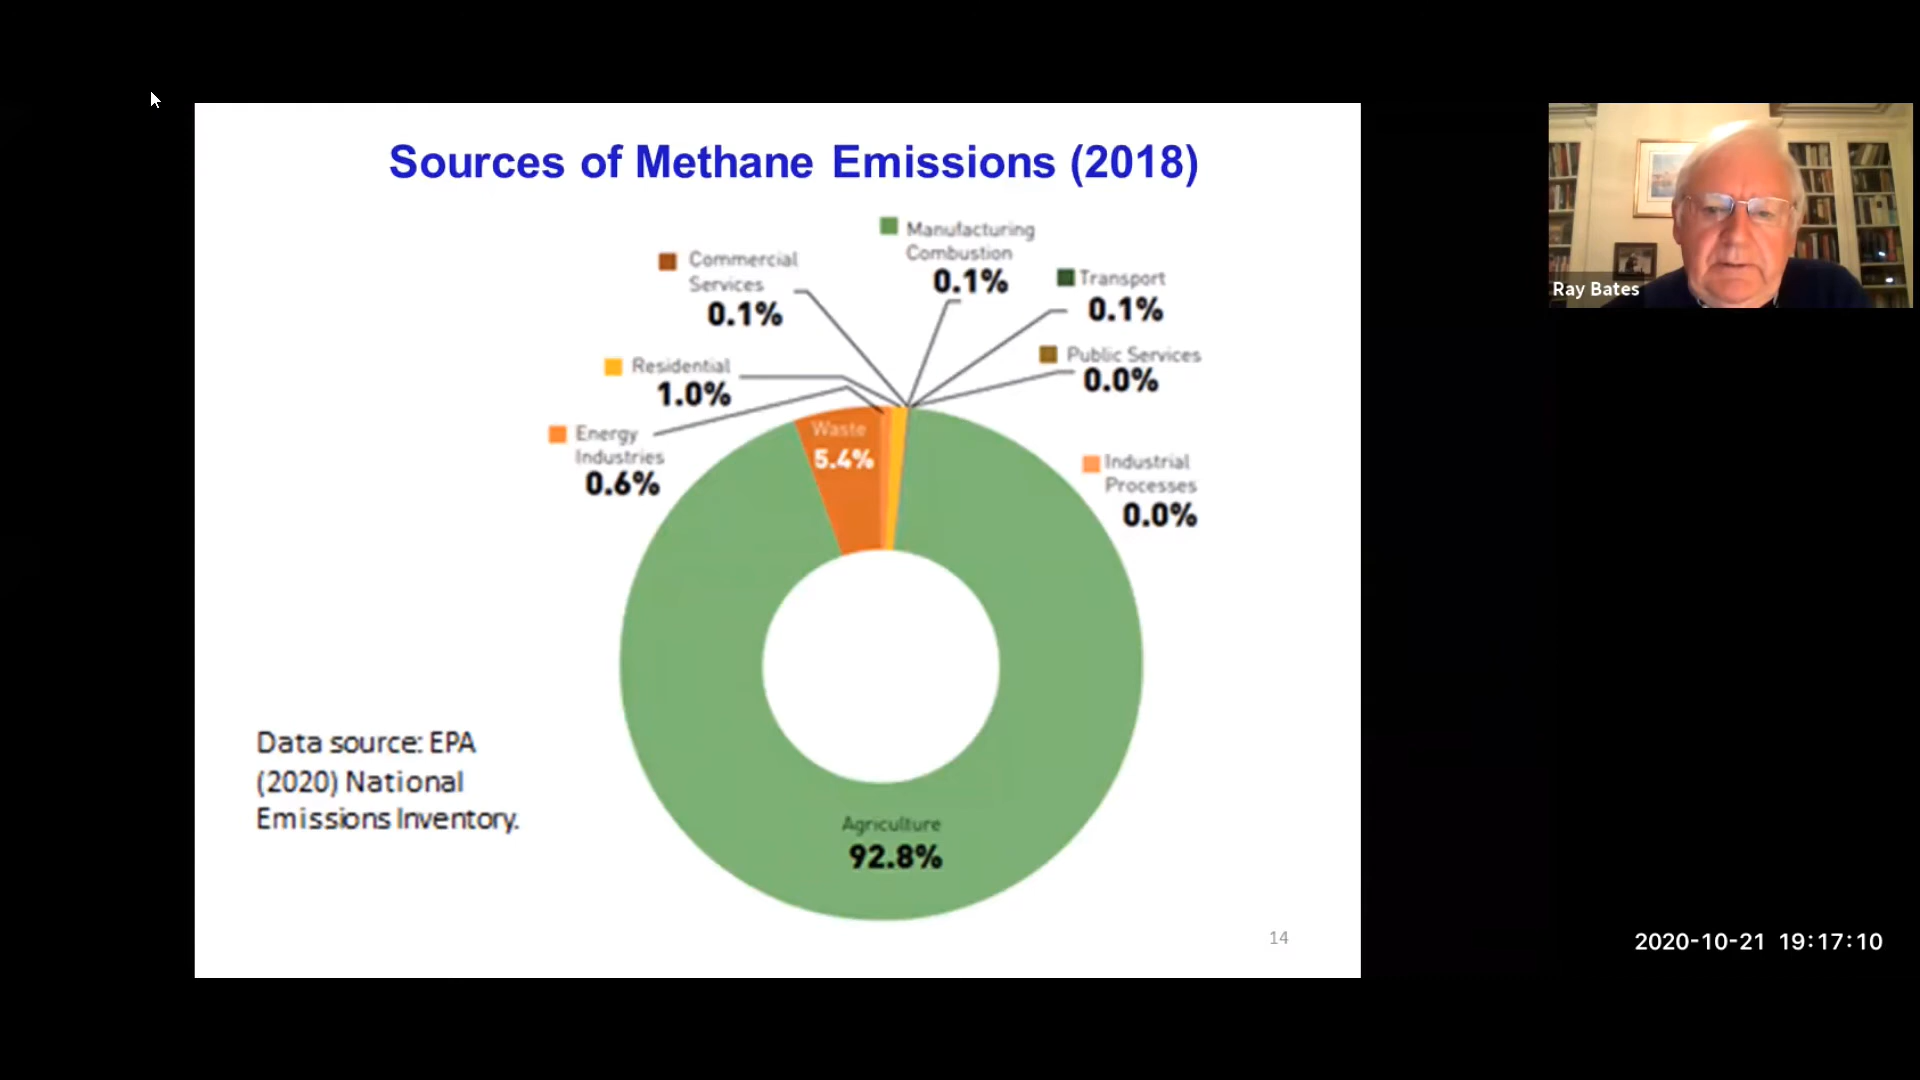 Sources of Methane Emissions (2018)
Manufacturing
Combustion
0.1%
Commercial
Services
0.1%
Transport
0.1%
Public Services
0.0%
Residential
1.0%
Energy
Industries
0.6%
Waste
5.4%
Industrial
Processes
0.0%
Data source: EPA
(2020) National
Emissions Inventory.
Agriculture
92.8%
14
Ray Bates
2020-10-21 19:17:10